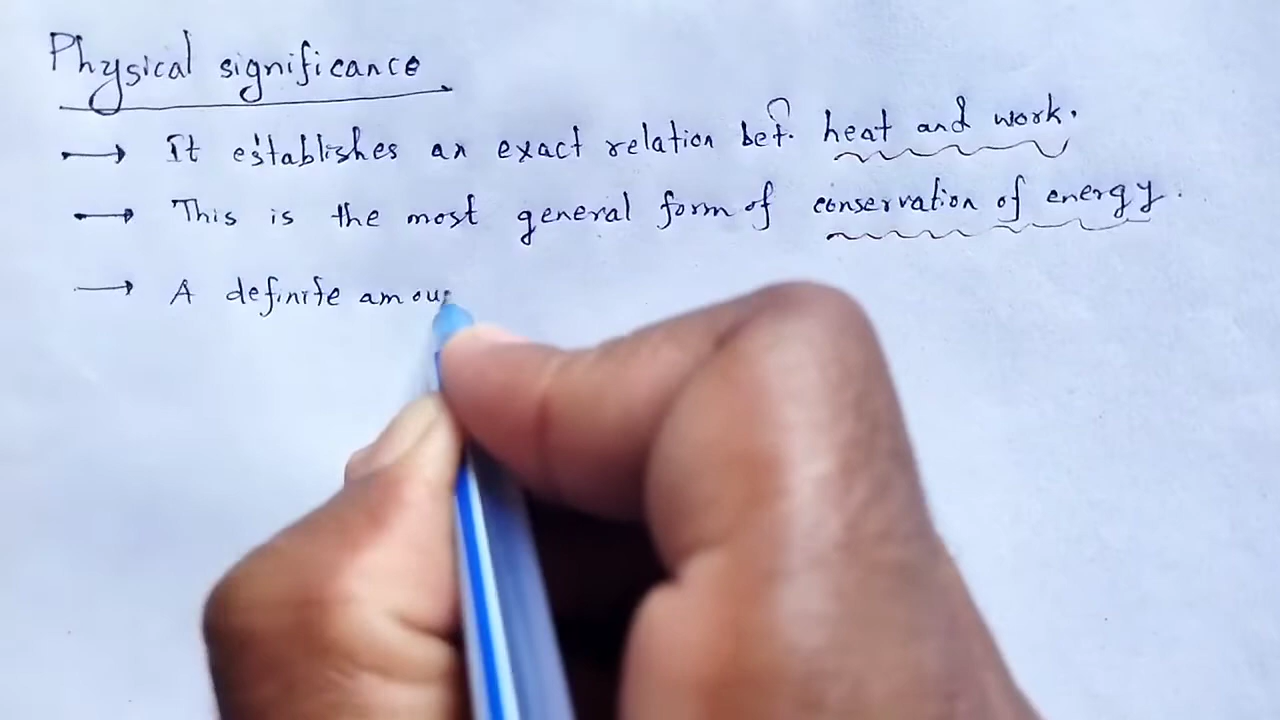 Physical significance
→ It establishes an exact relation bet. heat and work.
→ This is the most general form of conservation of energy.
→ A definite amou